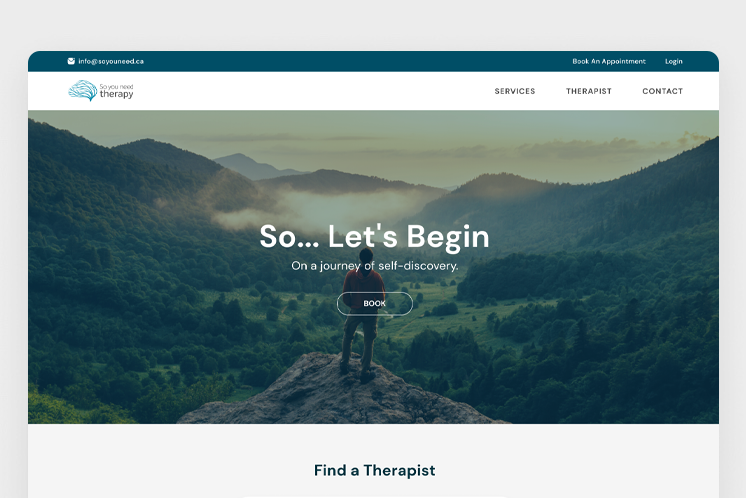 info@soyouneed.ca
Book An Appointment
Login
So you need
therapy
SERVICES
THERAPIST
CONTACT
So... Let's Begin
On a journey of self-discovery.
BOOK
Find a Therapist